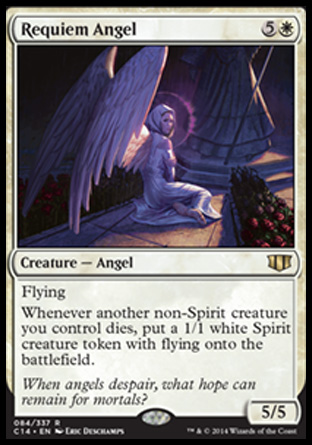 Requiem Angel 5
Creature — Angel
Flying
Whenever another non-Spirit creature
you control dies, put a 1/1 white Spirit
creature token with flying onto the
battlefield.
When angels despair, what hope can
remain for mortals?
5/5
084/337 R
C14 • EN Eric Deschamps ™ & © 2014 Wizards of the Coast